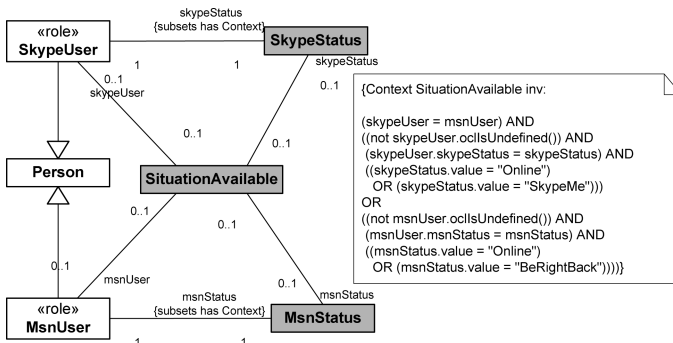 skypeStatus
{subsets has Context}
«role»
SkypeUser
SkypeStatus
1
1
skypeStatus
0..1
skypeUser
0..1
0..1
0..1
{Context SituationAvailable inv:
(skypeUser = msnUser) AND
((not skypeUser.oclIsUndefined()) AND
(skypeUser.skypeStatus = skypeStatus) AND
((skypeStatus.value = "Online")
OR (skypeStatus.value = "SkypeMe")))
OR
((not msnUser.oclIsUndefined()) AND
(msnUser.msnStatus = msnStatus) AND
((msnStatus.value = "Online")
OR (msnStatus.value = "BeRightBack"))))}
Person
SituationAvailable
0..1
0..1
0..1
msnUser
0..1
msnStatus
{subsets has Context}
msnStatus
«role»
MsnUser
MsnStatus
1
1